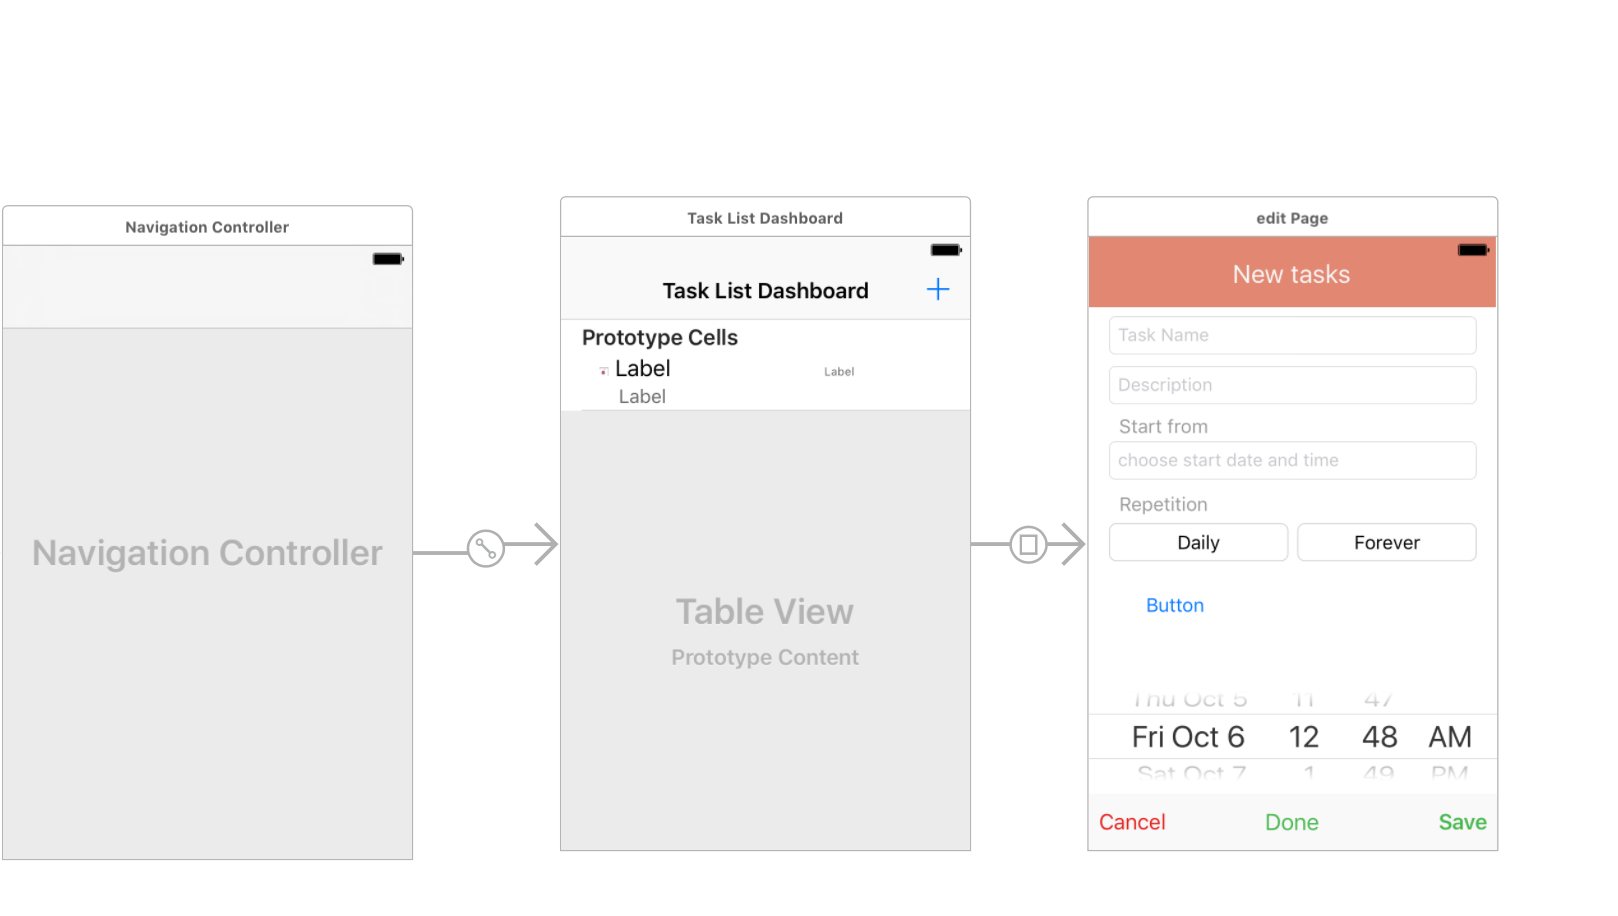 Navigation Controller
Navigation Controller
Task List Dashboard
Task List Dashboard
Prototype Cells
Label
Label
Label
Table View
Prototype Content
edit Page
New tasks
Task Name
Description
Start from
choose start date and time
Repetition
Daily Forever
Button
Thu Oct 5 11 47
Fri Oct 6 12 48 AM
Sat Oct 7 1 49 PM
Cancel Done Save